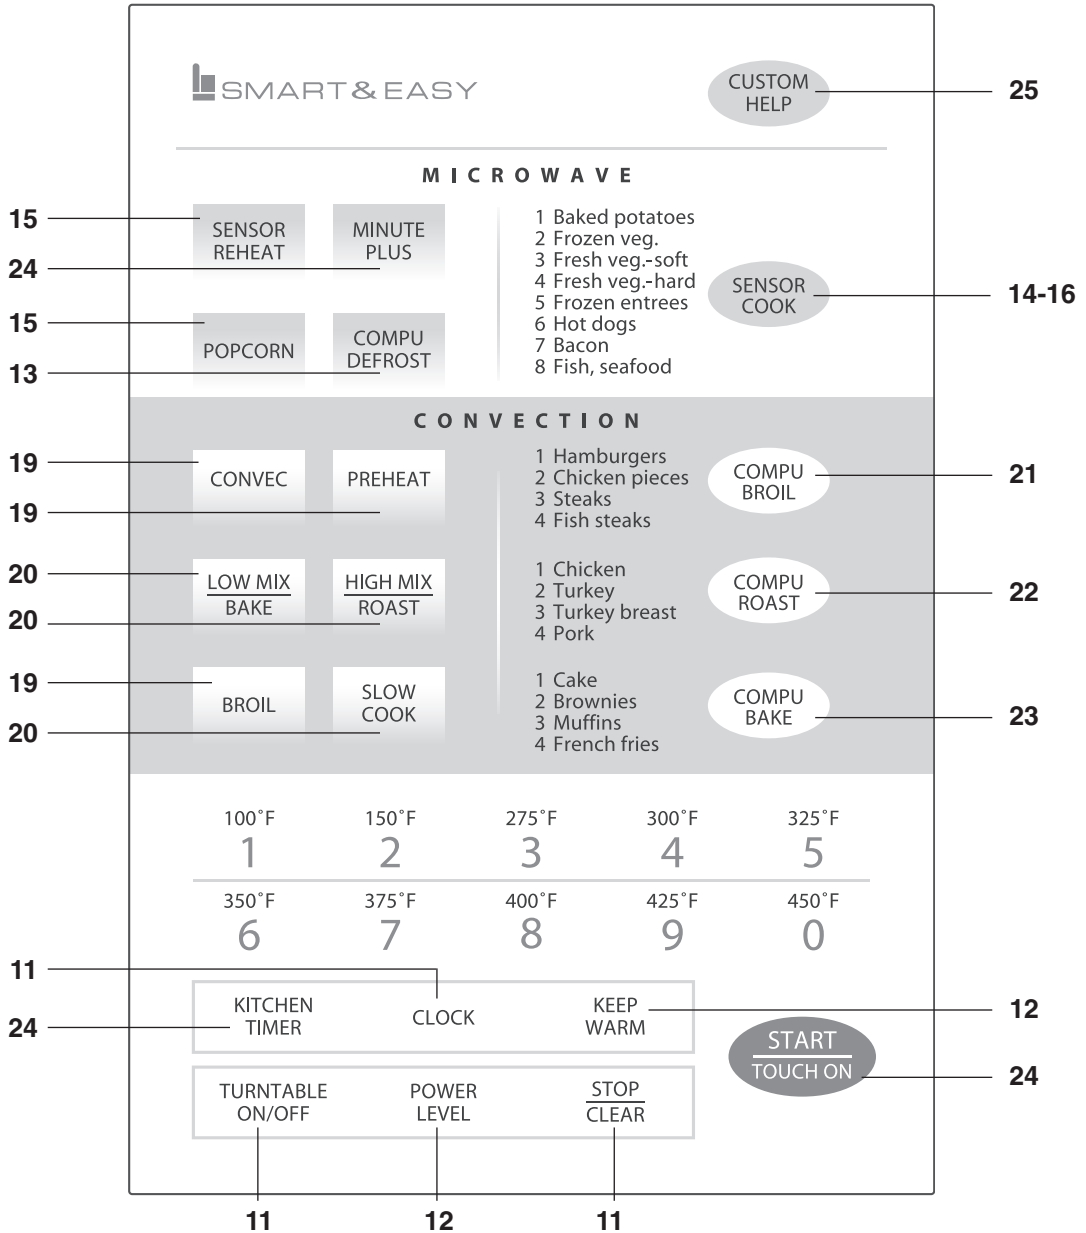 SMART & EASY
CUSTOM
HELP
25
MICROWAVE
15
SENSOR
REHEAT
24
MINUTE
PLUS
15
POPCORN
13
COMPU
DEFROST
1 Baked potatoes
2 Frozen veg.
3 Fresh veg.-soft
4 Fresh veg.-hard
5 Frozen entrees
6 Hot dogs
7 Bacon
8 Fish, seafood
SENSOR
COOK
14-16
CONVECTION
19
CONVEC
19
PREHEAT
1 Hamburgers
2 Chicken pieces
3 Steaks
4 Fish steaks
COMPU
BROIL
21
20
LOW MIX
BAKE
20
HIGH MIX
ROAST
1 Chicken
2 Turkey
3 Turkey breast
4 Pork
COMPU
ROAST
22
19
BROIL
20
SLOW
COOK
1 Cake
2 Brownies
3 Muffins
4 French fries
COMPU
BAKE
23
100˚F 150˚F 275˚F 300˚F 325˚F
1 2 3 4 5
350˚F 375˚F 400˚F 425˚F 450˚F
6 7 8 9 0
11
24
KITCHEN
TIMER
CLOCK
KEEP
WARM
12
START
TOUCH ON
24
TURNTABLE
ON/OFF
POWER
LEVEL
STOP
CLEAR
11 12 11